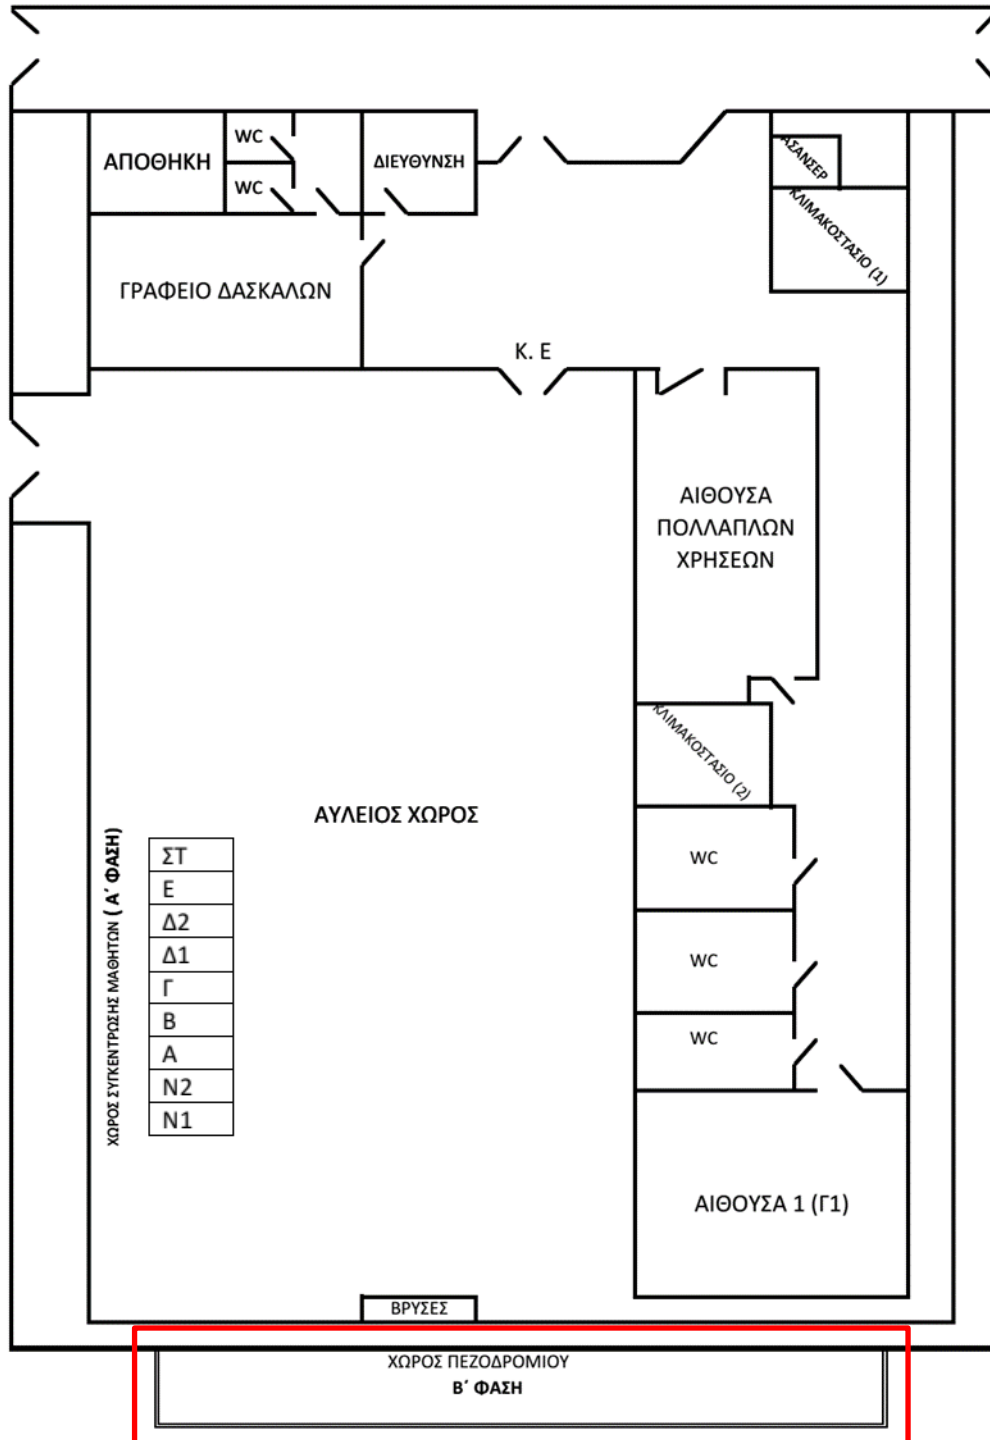 ΑΠΟΘΗΚΗ
WC
WC
ΔΙΕΥΘΥΝΣΗ
ΑΣΑΝΣΕΡ
ΚΛΙΜΑΚΟΣΤΑΣΙΟ (1)
ΓΡΑΦΕΙΟ ΔΑΣΚΑΛΩΝ
Κ. Ε
ΑΙΘΟΥΣΑ
ΠΟΛΛΑΠΛΩΝ
ΧΡΗΣΕΩΝ
ΚΛΙΜΑΚΟΣΤΑΣΙΟ (2)
ΑΥΛΕΙΟΣ ΧΩΡΟΣ
ΧΩΡΟΣ ΣΥΓΚΕΝΤΡΩΣΗΣ ΜΑΘΗΤΩΝ ( Α΄ ΦΑΣΗ)
ΣΤ
Ε
Δ2
Δ1
Γ
Β
Α
Ν2
Ν1
WC
WC
WC
ΑΙΘΟΥΣΑ 1 (Γ1)
ΒΡΥΣΕΣ
ΧΩΡΟΣ ΠΕΖΟΔΡΟΜΙΟΥ
Β΄ ΦΑΣΗ